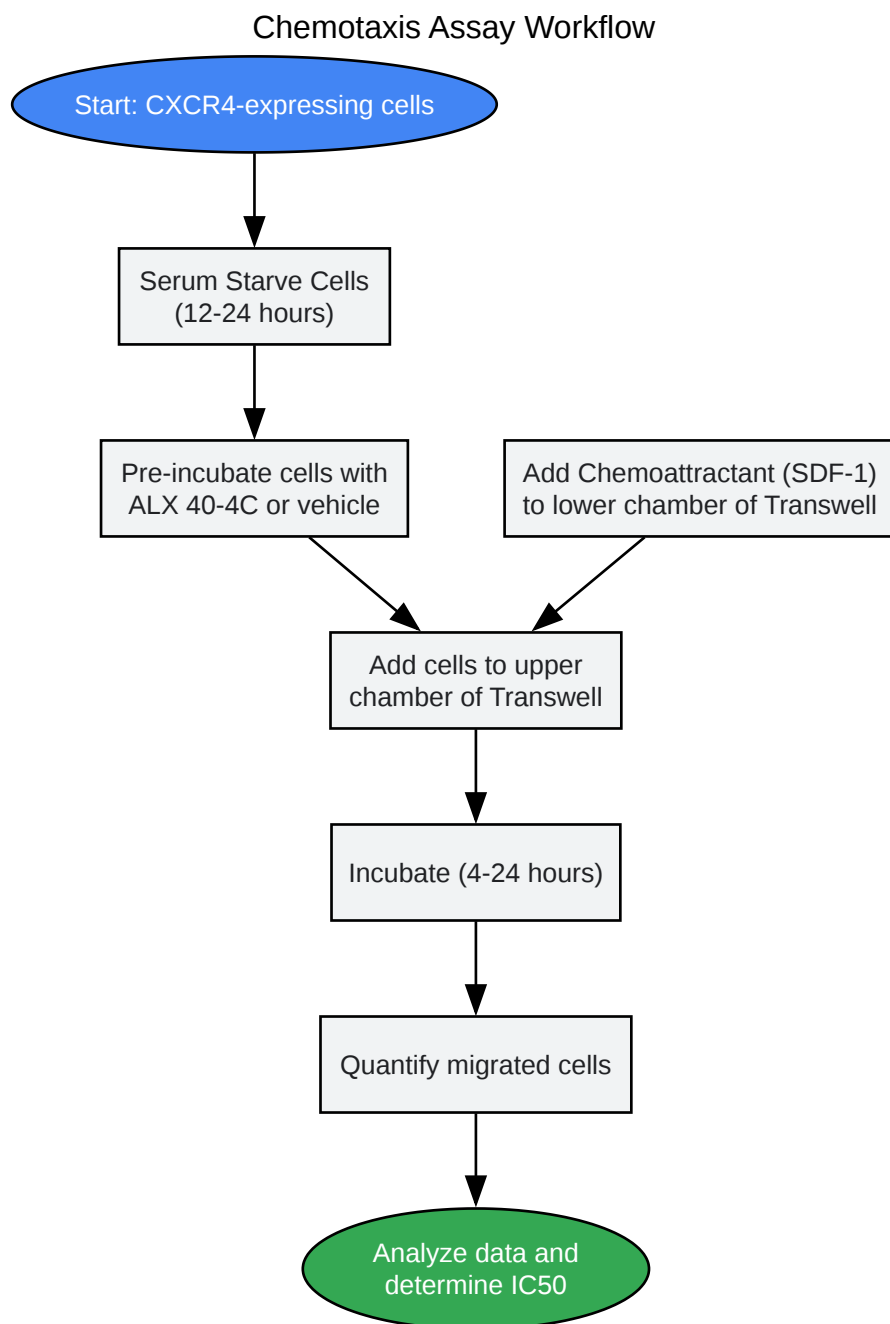 Chemotaxis Assay Workflow
Start: CXCR4-expressing cells
Serum Starve Cells
(12-24 hours)
Pre-incubate cells with
ALX 40-4C or vehicle
Add Chemoattractant (SDF-1)
to lower chamber of Transwell
Add cells to upper
chamber of Transwell
Incubate (4-24 hours)
Quantify migrated cells
Analyze data and
determine IC50